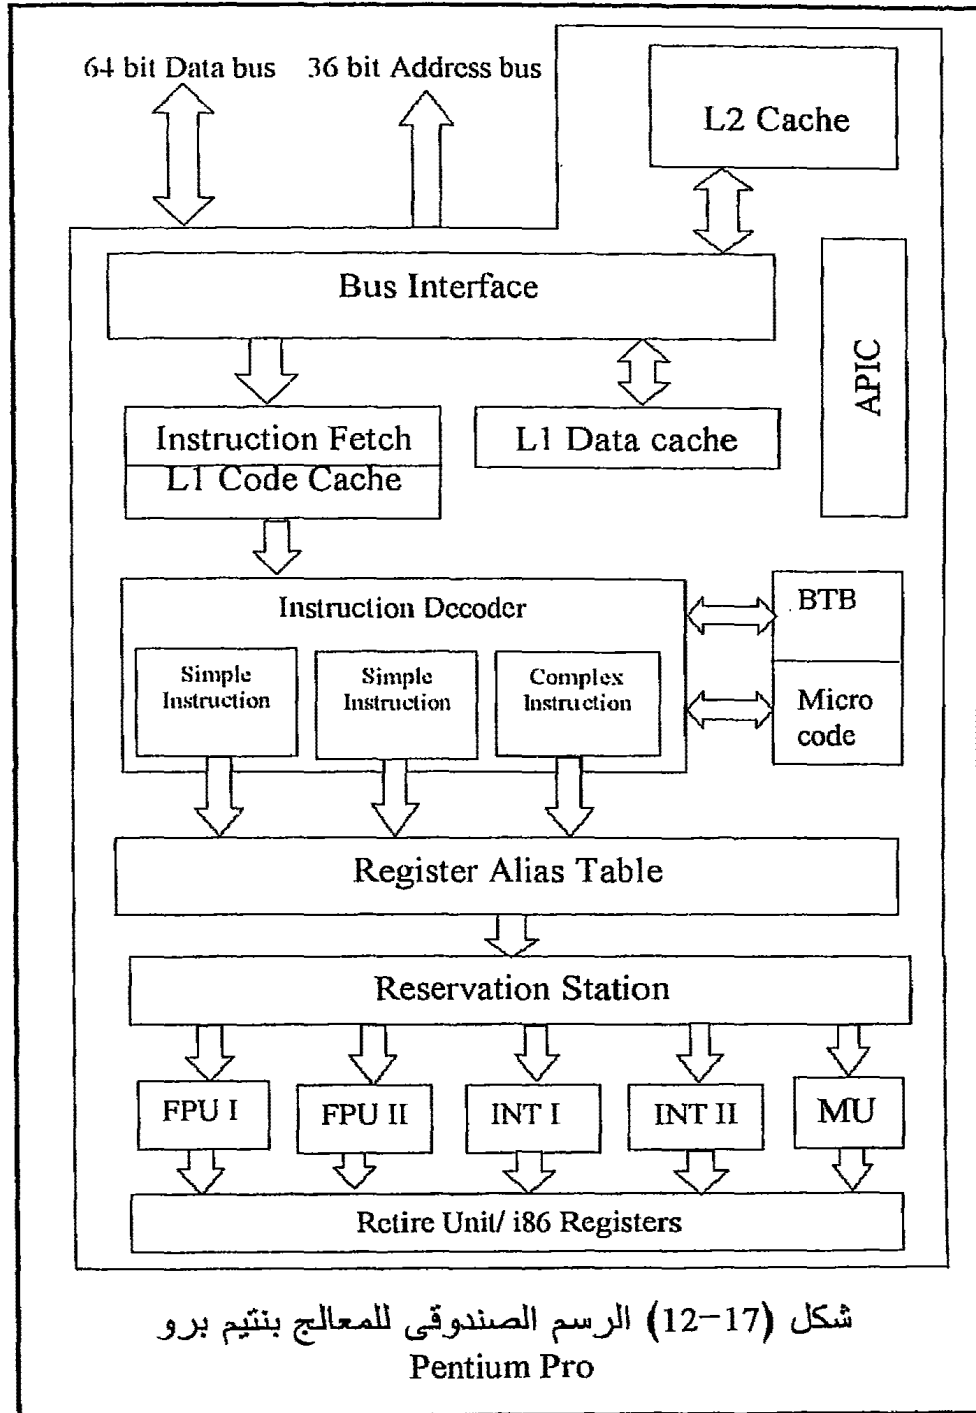 64 bit Data bus 36 bit Address bus
L2 Cache
Bus Interface
APIC
Instruction Fetch
L1 Code Cache
L1 Data cache
Instruction Decoder
Simple
Instruction
Simple
Instruction
Complex
Instruction
BTB
Micro
code
Register Alias Table
Reservation Station
FPU I
FPU II
INT I
INT II
MU
Retire Unit/ i86 Registers
شكل (17-12) الرسم الصندوقى للمعالج بنتيم برو
Pentium Pro